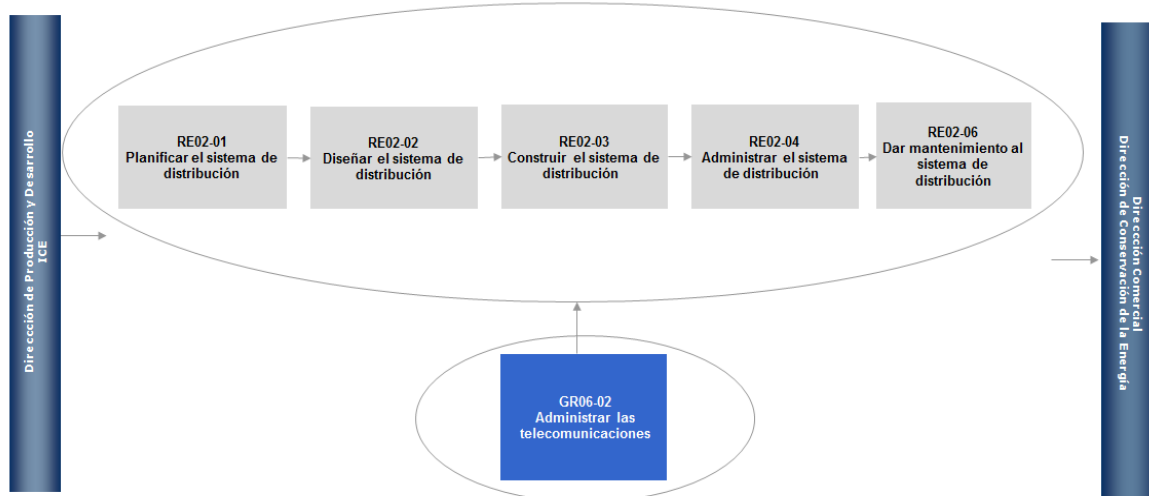 Direccción de Producción y Desarrollo
ICE
RE02-01
Planificar el sistema de
distribución
RE02-02
Diseñar el sistema de
distribución
RE02-03
Construir el sistema de
distribución
RE02-04
Administrar el sistema
de distribución
RE02-06
Dar mantenimiento al
sistema de
distribución
GR06-02
Administrar las
telecomunicaciones
Direccción Comercial
Dirección de Conservación de la Energía